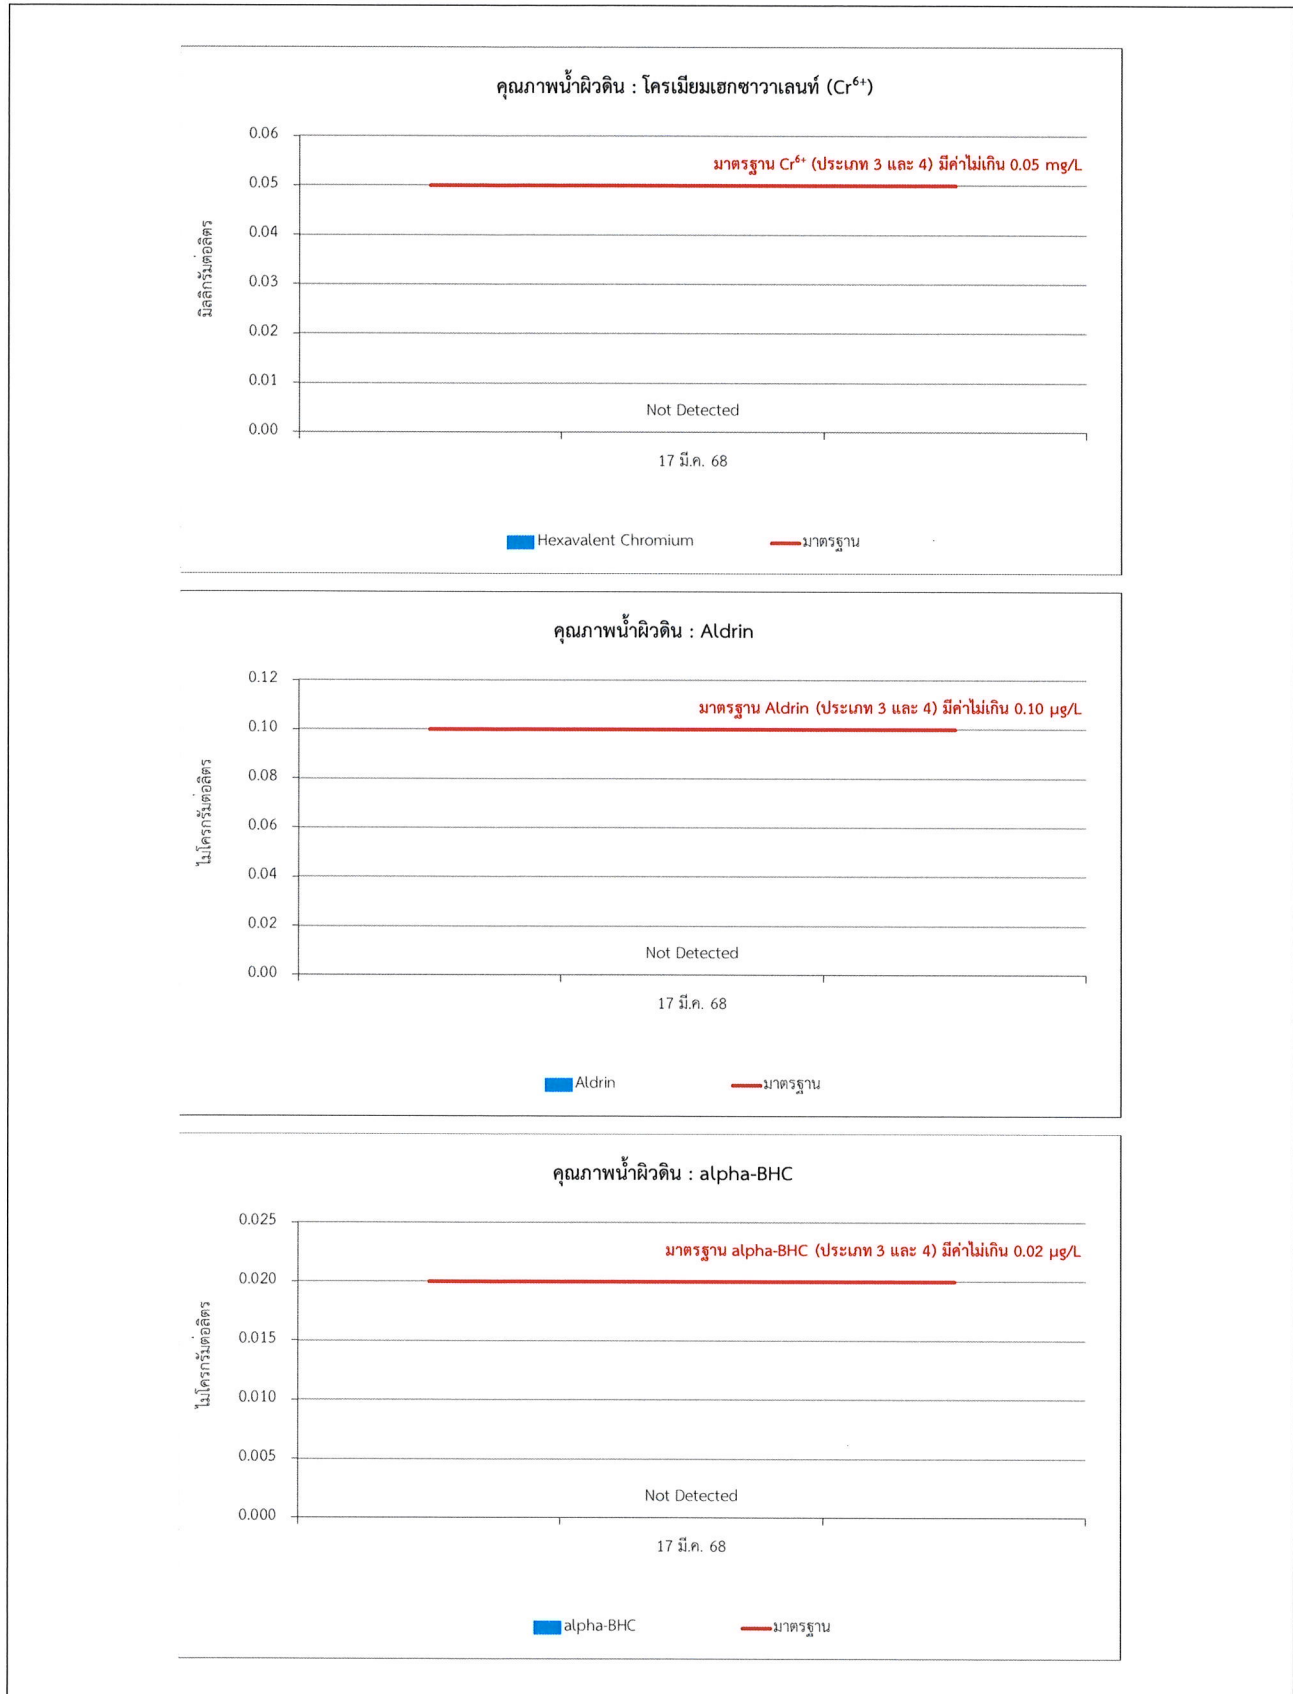 คุณภาพน้ำผิวดิน : โครเมียมเฮกซาวาเลนท์ (Cr⁶⁺)
มาตรฐาน Cr⁶⁺ (ประเภท 3 และ 4) มีค่าไม่เกิน 0.05 mg/L
มิลลิกรัมต่อลิตร
0.06
0.05
0.04
0.03
0.02
0.01
0.00
Not Detected
17 มี.ค. 68
Hexavalent Chromium
มาตรฐาน
คุณภาพน้ำผิวดิน : Aldrin
มาตรฐาน Aldrin (ประเภท 3 และ 4) มีค่าไม่เกิน 0.10 µg/L
ไมโครกรัมต่อลิตร
0.12
0.10
0.08
0.06
0.04
0.02
0.00
Not Detected
17 มี.ค. 68
Aldrin
มาตรฐาน
คุณภาพน้ำผิวดิน : alpha-BHC
มาตรฐาน alpha-BHC (ประเภท 3 และ 4) มีค่าไม่เกิน 0.02 µg/L
ไมโครกรัมต่อลิตร
0.025
0.020
0.015
0.010
0.005
0.000
Not Detected
17 มี.ค. 68
alpha-BHC
มาตรฐาน